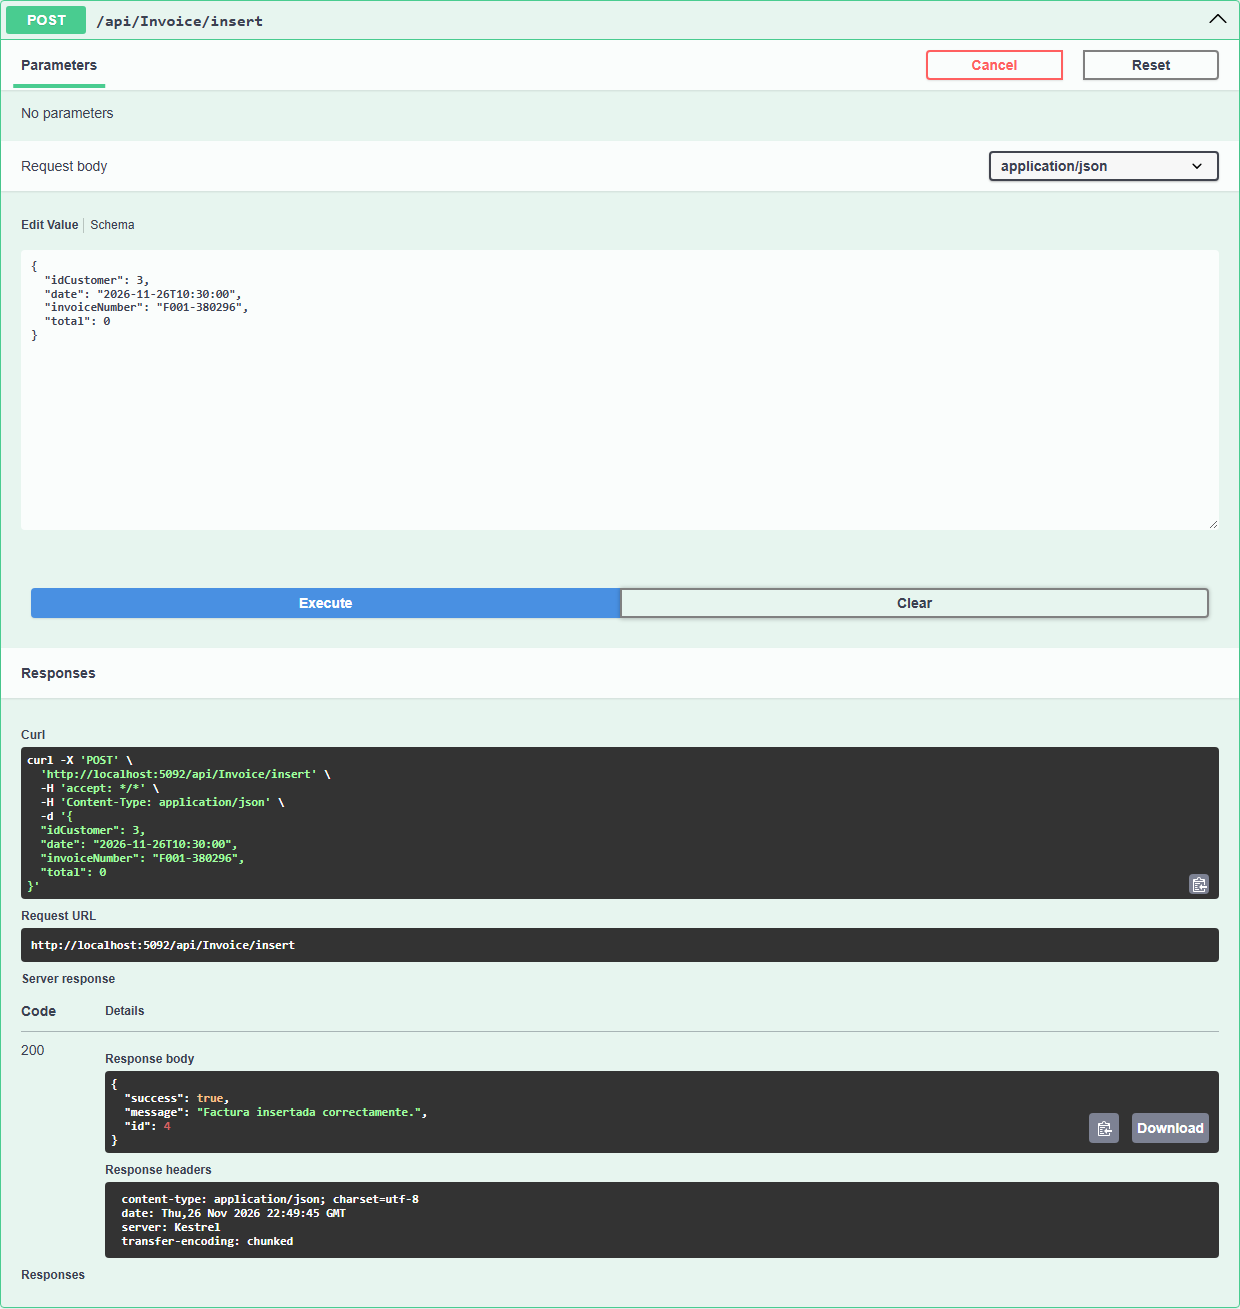 POST /api/Invoice/insert
Parameters
Cancel
Reset
No parameters
Request body
application/json
Edit Value | Schema
{
  "idCustomer": 3,
  "date": "2026-11-26T10:30:00",
  "invoiceNumber": "F001-380296",
  "total": 0
}
Execute
Clear
Responses
Curl
curl -X 'POST' \
  'http://localhost:5092/api/Invoice/insert' \
  -H 'accept: */*' \
  -H 'Content-Type: application/json' \
  -d '{
  "idCustomer": 3,
  "date": "2026-11-26T10:30:00",
  "invoiceNumber": "F001-380296",
  "total": 0
}'
Request URL
http://localhost:5092/api/Invoice/insert
Server response
Code Details
200
Response body
{
  "success": true,
  "message": "Factura insertada correctamente.",
  "id": 4
}
Download
Response headers
content-type: application/json; charset=utf-8
date: Thu,26 Nov 2026 22:49:45 GMT
server: Kestrel
transfer-encoding: chunked
Responses